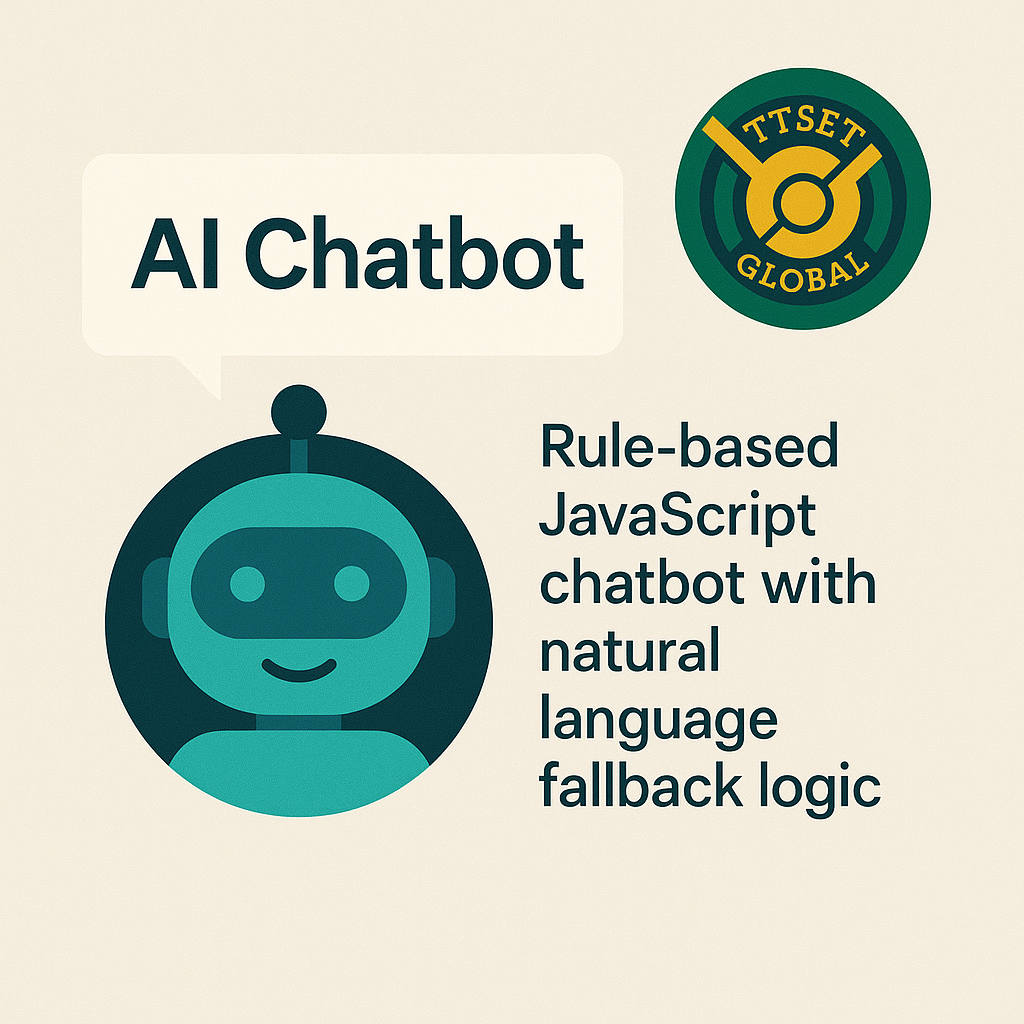 TTSET
GLOBAL
AI Chatbot
Rule-based
JavaScript
chatbot with
natural
language
fallback logic